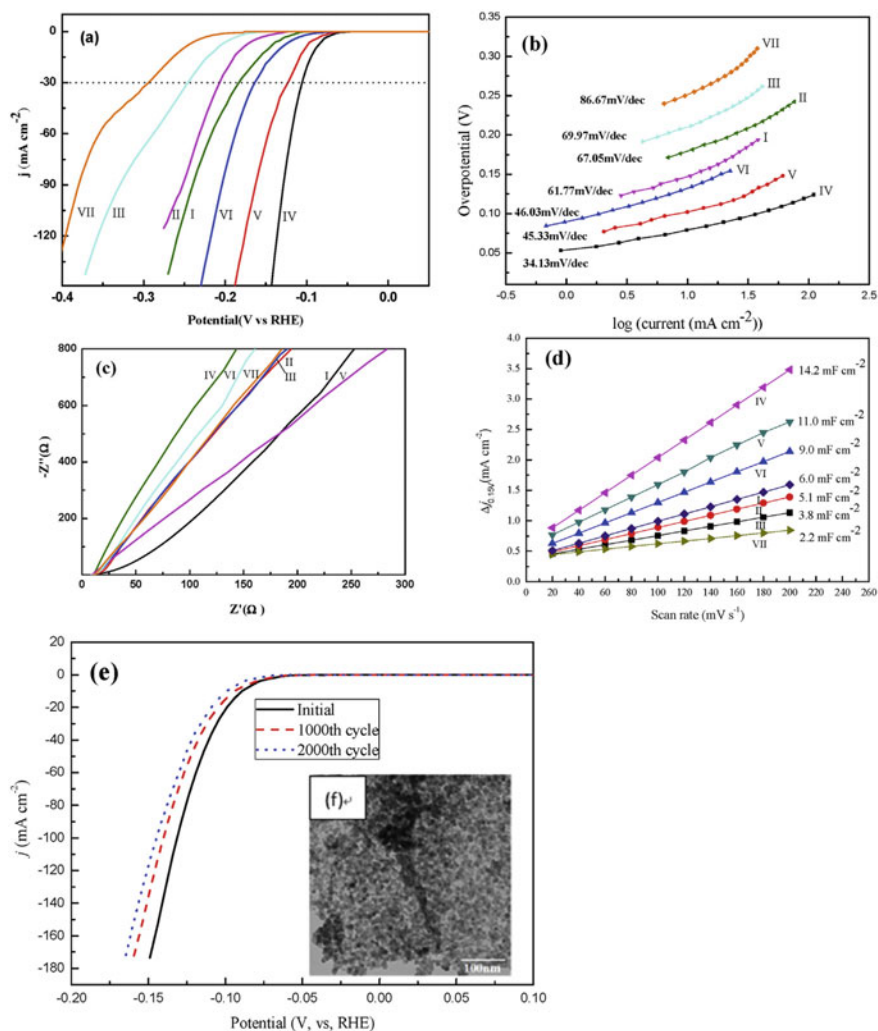 (a)
0
-30
-60
-90
-120
j (mA cm-2)
VII
III
II
I
VI
V
IV
-0.4
-0.3
-0.2
-0.1
0.0
Potential(V vs RHE)
(b)
0.35
0.30
0.25
0.20
0.15
0.10
0.05
Overpotential (V)
VII
86.67mV/dec
III
69.97mV/dec
II
67.05mV/dec
I
61.77mV/dec
VI
46.03mV/dec
V
45.33mV/dec
IV
34.13mV/dec
0.0
0.5
1.0
1.5
2.0
log (current (mA cm-2))
(c)
800
600
400
200
-Z''(Ω)
IV
VI
VII
II
III
I
V
0
50
100
150
200
250
300
Z'(Ω)
(d)
4.0
3.5
3.0
2.5
2.0
1.5
1.0
0.5
0.0
Δj0.15V(mA cm-2)
14.2 mF cm-2
IV
11.0 mF cm-2
V
9.0 mF cm-2
VI
6.0 mF cm-2
I
5.1 mF cm-2
II
3.8 mF cm-2
III
2.2 mF cm-2
VII
0 20 40 60 80 100 120 140 160 180 200 220 240 260
Scan rate (mV s-1)
(e)
20
0
-20
-40
-60
-80
-100
-120
-140
-160
-180
j (mA cm-2)
Initial
1000th cycle
2000th cycle
(f)↵
100nm
-0.20
-0.15
-0.10
-0.05
0.00
0.05
0.10
Potential (V, vs, RHE)